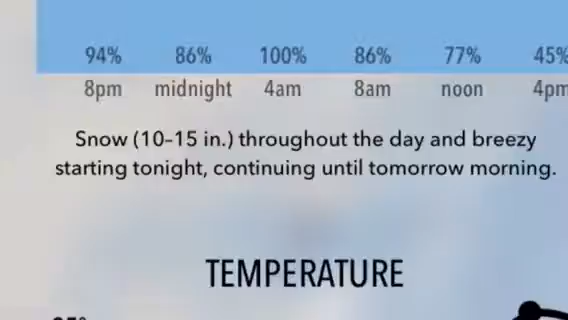 94% 86% 100% 86% 77% 45%
8pm midnight 4am 8am noon 4pm
Snow (10–15 in.) throughout the day and breezy
starting tonight, continuing until tomorrow morning.
TEMPERATURE